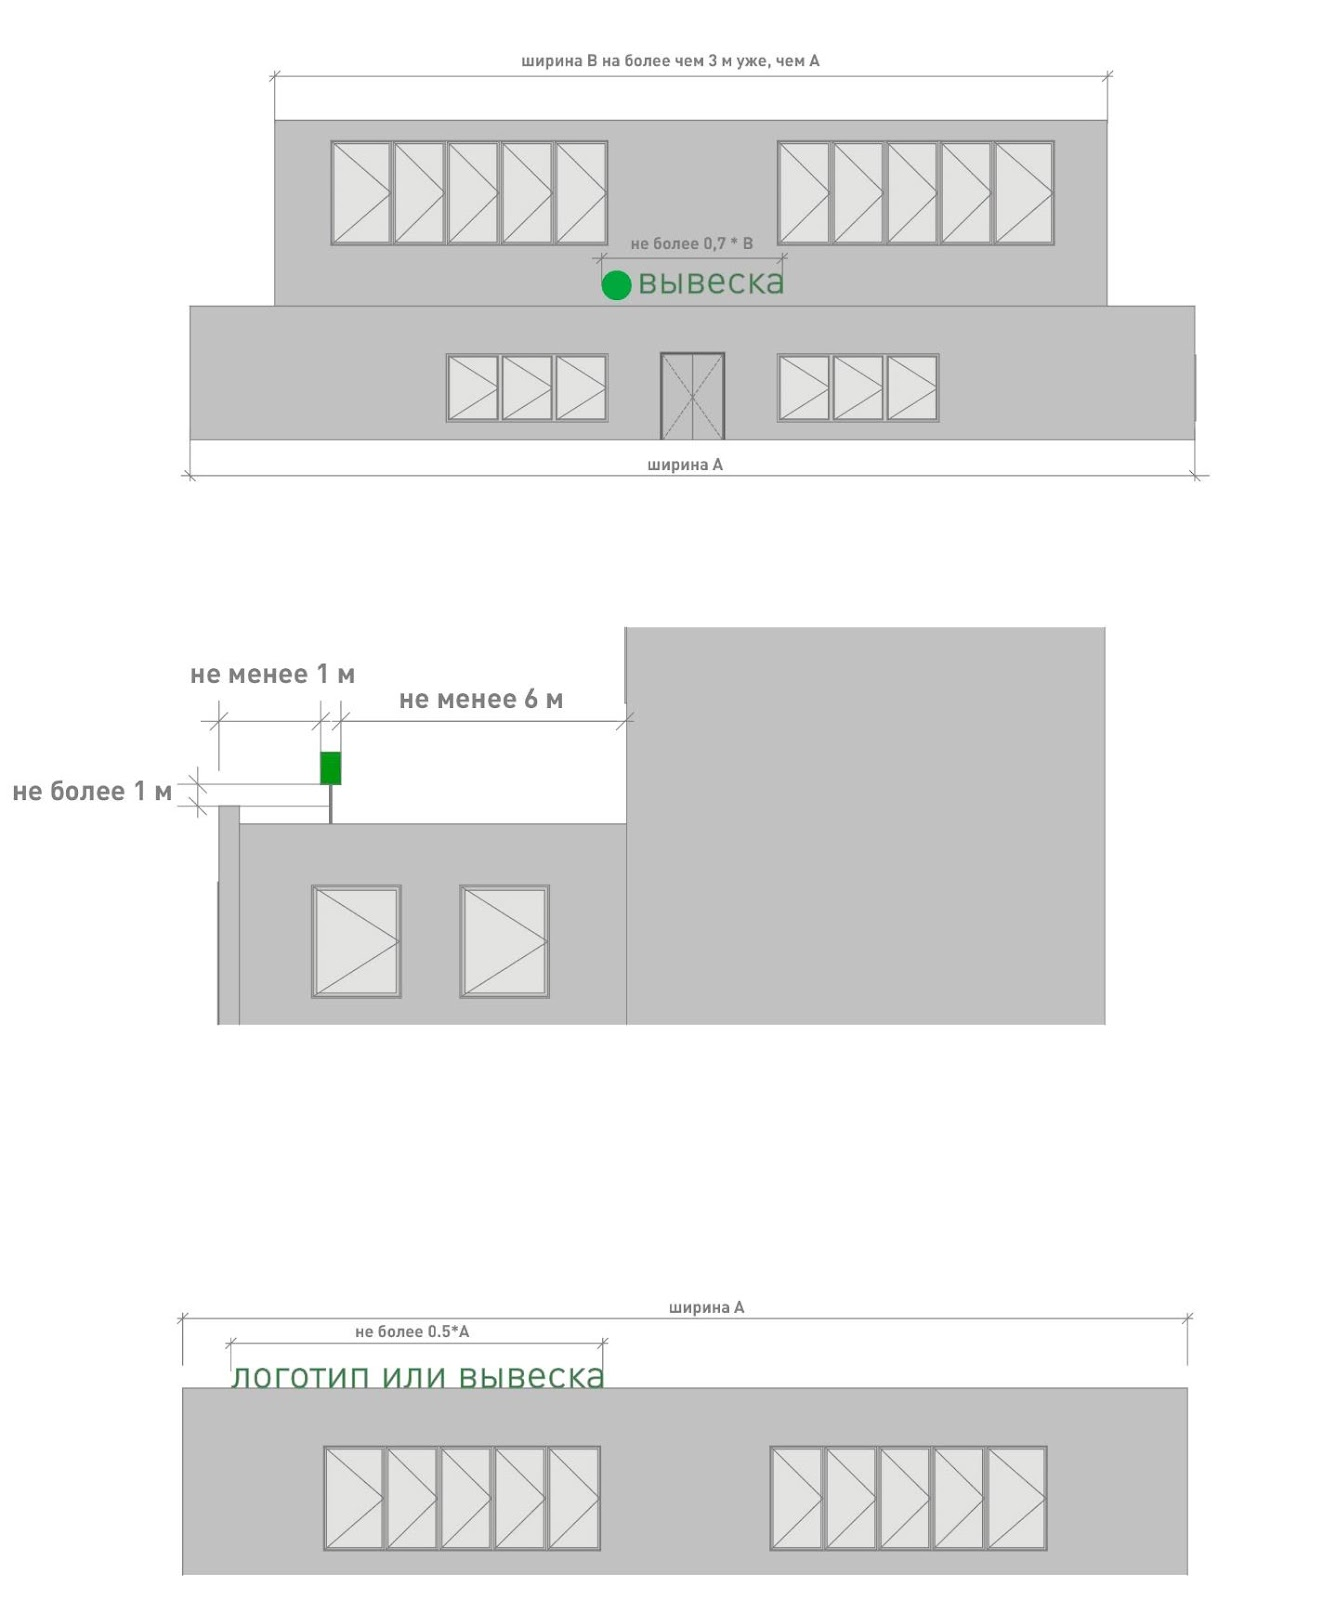 ширина В на более чем 3 м уже, чем А
не более 0,7 * В
вывеска
ширина А
не менее 1 м
не менее 6 м
не более 1 м
ширина А
не более 0.5*А
логотип или вывеска